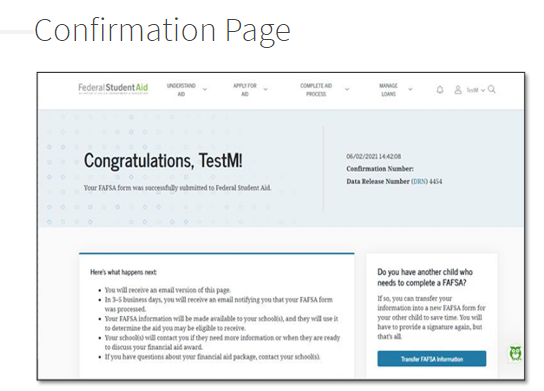 Confirmation Page
Federal Student Aid
UNDERSTAND AID
APPLY FOR AID
COMPLETE AID PROCESS
MANAGE LOANS
TestM
Congratulations, TestM!
Your FAFSA form was successfully submitted to Federal Student Aid.
06/02/2021 14:42:08
Confirmation Number:
Data Release Number (DRN) 4454
Here's what happens next:
• You will receive an email version of this page.
• In 3-5 business days, you will receive an email notifying you that your FAFSA form
was processed.
• Your FAFSA information will be made available to your school(s), and they will use it
to determine the aid you may be eligible to receive.
• Your school(s) will contact you if they need more information or when they are ready
to discuss your financial aid award.
• If you have questions about your financial aid package, contact your school(s).
Do you have another child who
needs to complete a FAFSA?
If so, you can transfer your
information into a new FAFSA form for
your other child to save time. You will
have to provide a signature again, but
that's all.
Transfer FAFSA Information